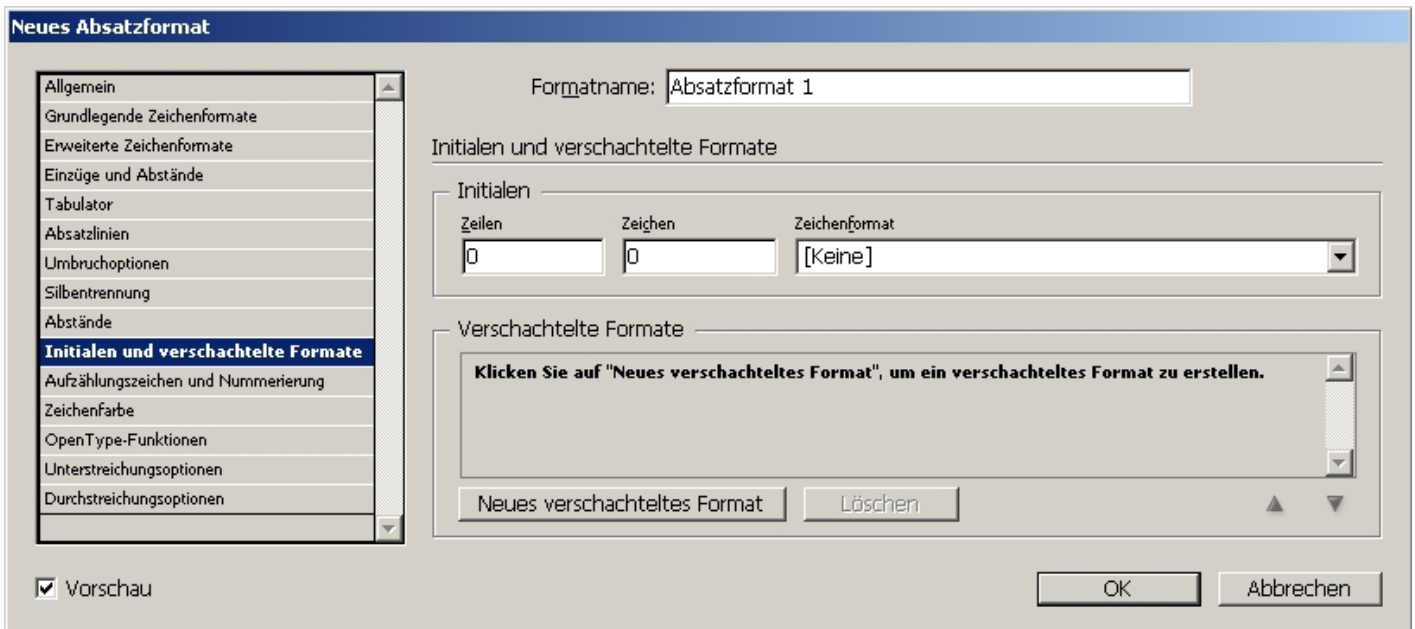 Neues Absatzformat
Allgemein
Grundlegende Zeichenformate
Erweiterte Zeichenformate
Einzüge und Abstände
Tabulator
Absatzlinien
Umbruchoptionen
Silbentrennung
Abstände
Initialen und verschachtelte Formate
Aufzählungszeichen und Nummerierung
Zeichenfarbe
OpenType-Funktionen
Unterstreichungsoptionen
Durchstreichungsoptionen
Vorschau
Formatname: Absatzformat 1
Initialen und verschachtelte Formate
Initialen
Zeilen Zeichen Zeichenformat
0 0 [Keine]
Verschachtelte Formate
Klicken Sie auf "Neues verschachteltes Format", um ein verschachteltes Format zu erstellen.
Neues verschachteltes Format Löschen
OK Abbrechen